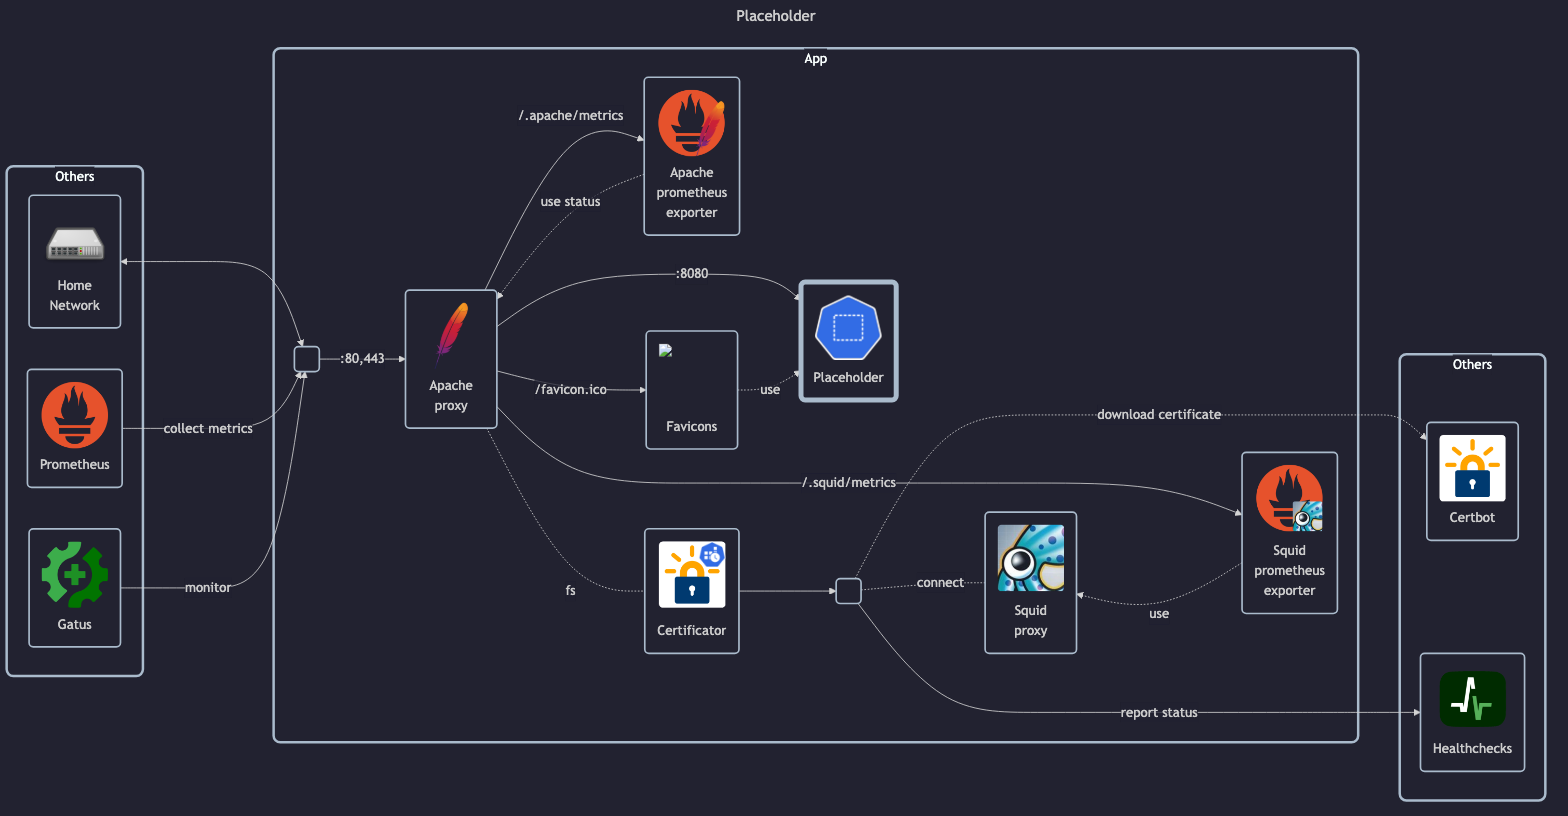 Placeholder
App
/.apache/metrics
Apache
prometheus
exporter
use status
Others
Home
Network
Prometheus
Gatus
collect metrics
monitor
:80,443
Apache
proxy
:8080
/favicon.ico
Favicons
use
Placeholder
/.squid/metrics
fs
Certificator
connect
Squid
proxy
use
Squid
prometheus
exporter
download certificate
report status
Others
Certbot
Healthchecks